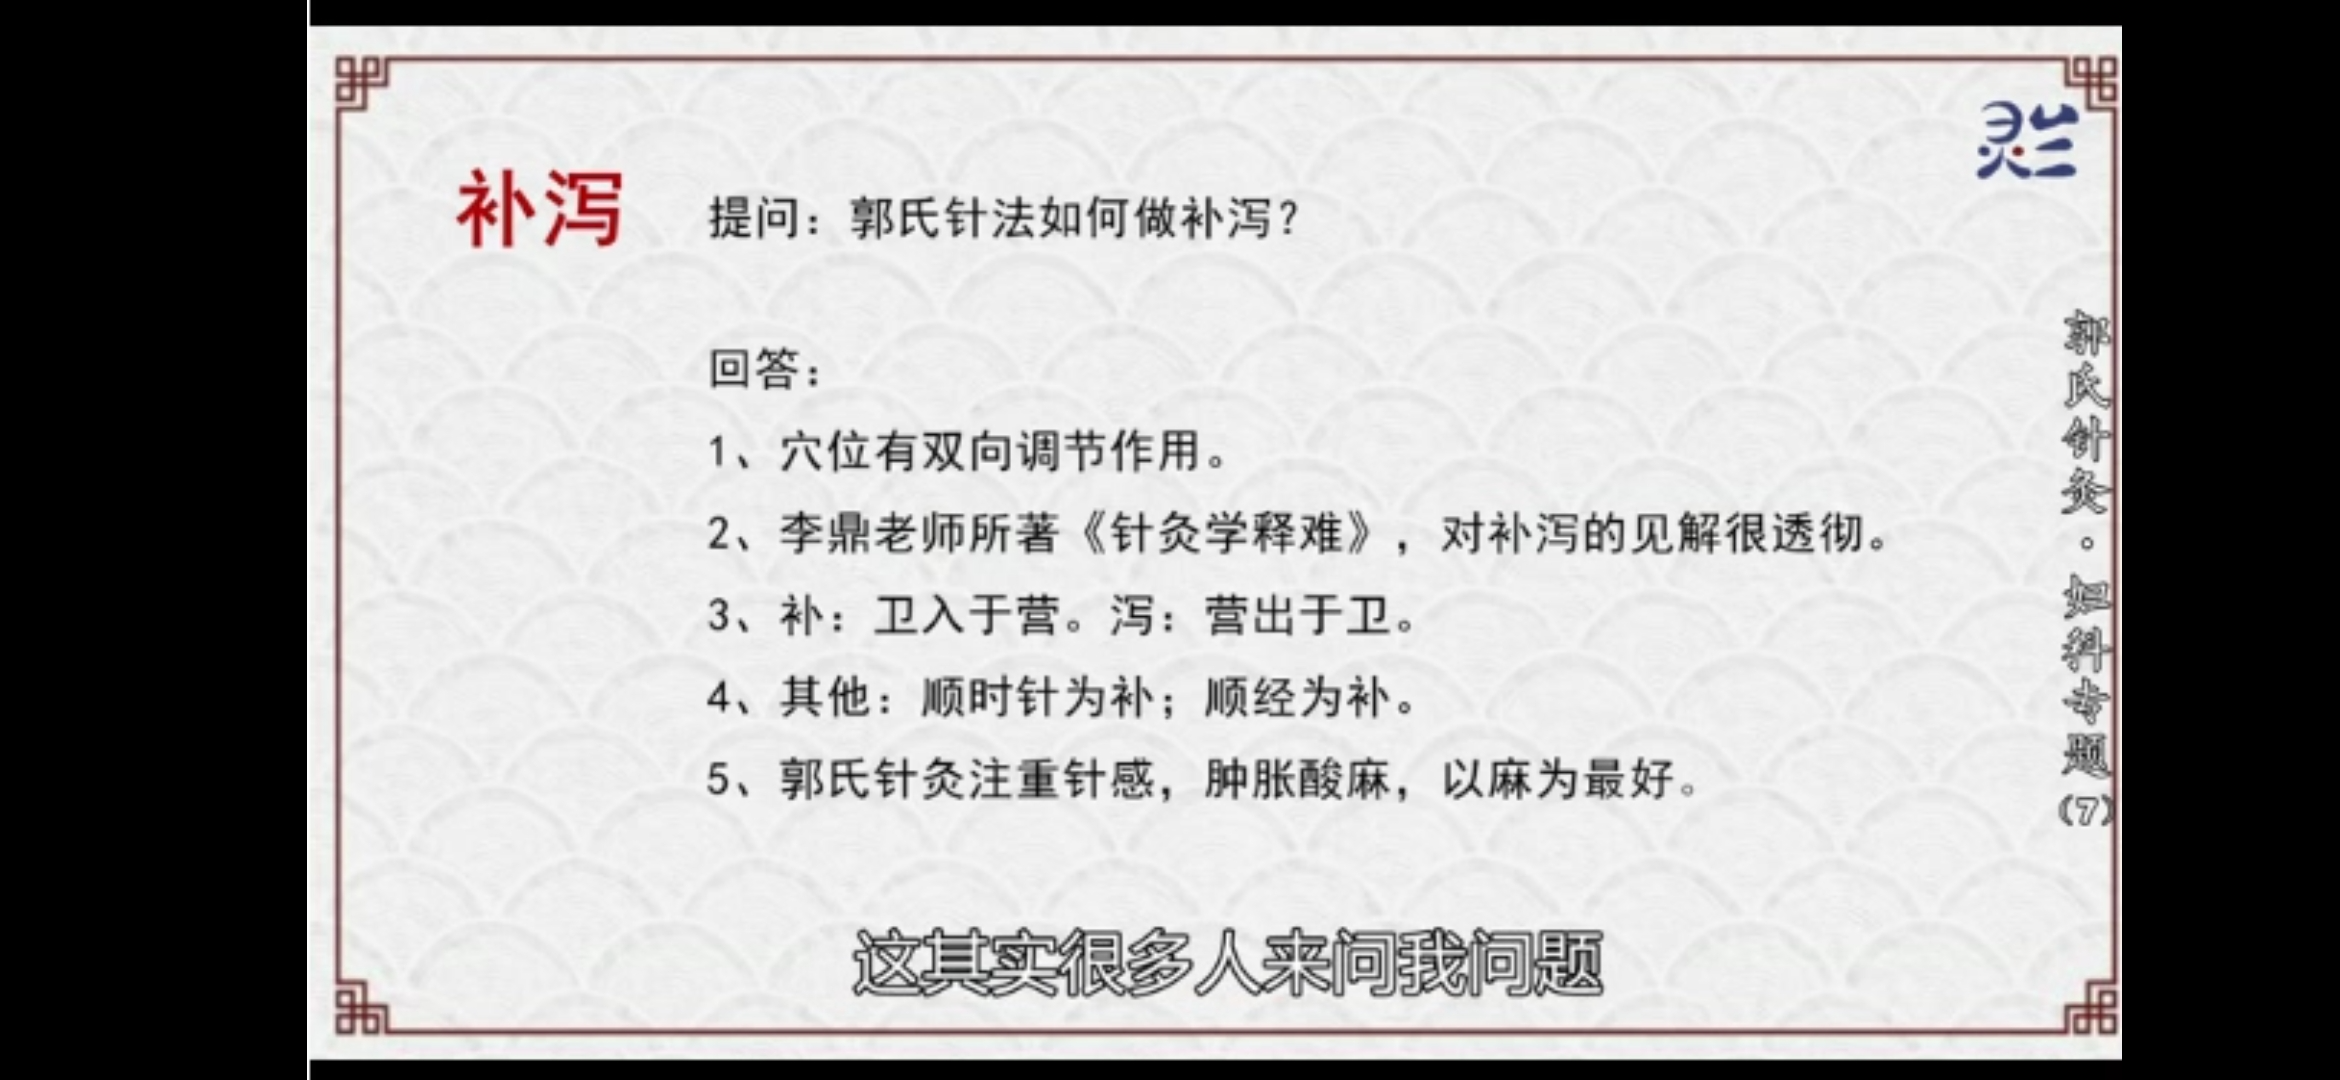 补泻
提问：郭氏针法如何做补泻？
回答：
1、穴位有双向调节作用。
2、李鼎老师所著《针灸学释难》，对补泻的见解很透彻。
3、补：卫入于营。泻：营出于卫。
4、其他：顺时针为补；顺经为补。
5、郭氏针灸注重针感，肿胀酸麻，以麻为最好。
灵兰
郭氏针灸·妇科专题(7)
这其实很多人来问我问题